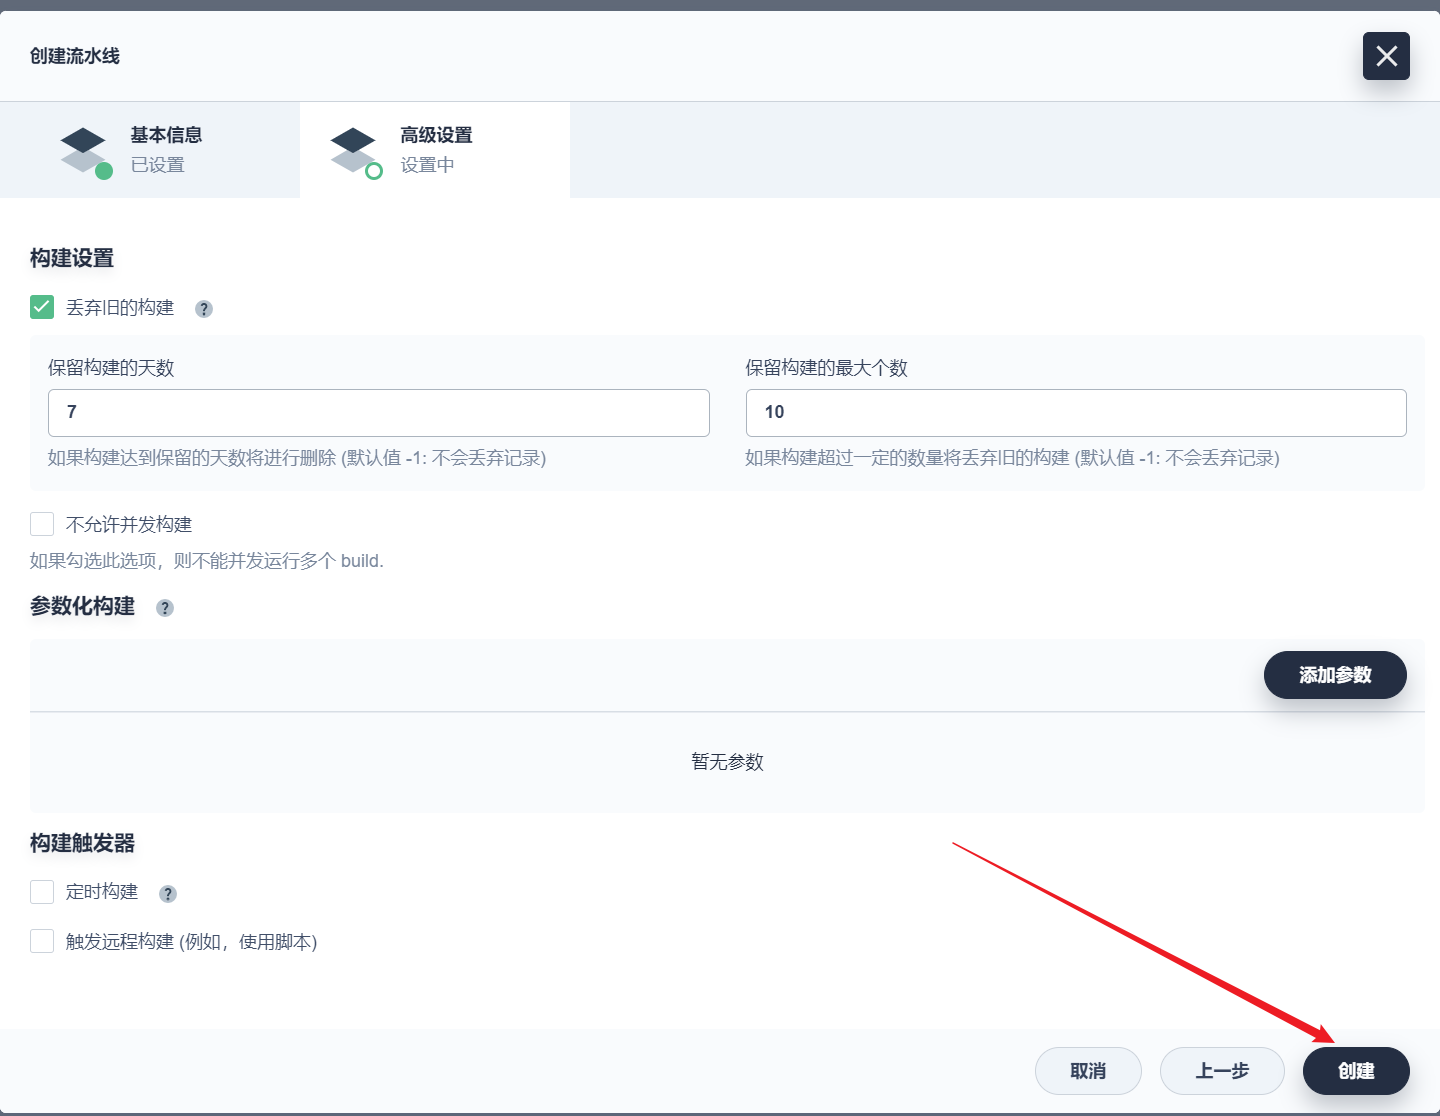 创建流水线
基本信息
已设置
高级设置
设置中
构建设置
丢弃旧的构建 ?
保留构建的天数
7
如果构建达到保留的天数将进行删除 (默认值 -1: 不会丢弃记录)
保留构建的最大个数
10
如果构建超过一定的数量将丢弃旧的构建 (默认值 -1: 不会丢弃记录)
不允许并发构建
如果勾选此选项，则不能并发运行多个 build.
参数化构建 ?
添加参数
暂无参数
构建触发器
定时构建 ?
触发远程构建 (例如，使用脚本)
取消
上一步
创建